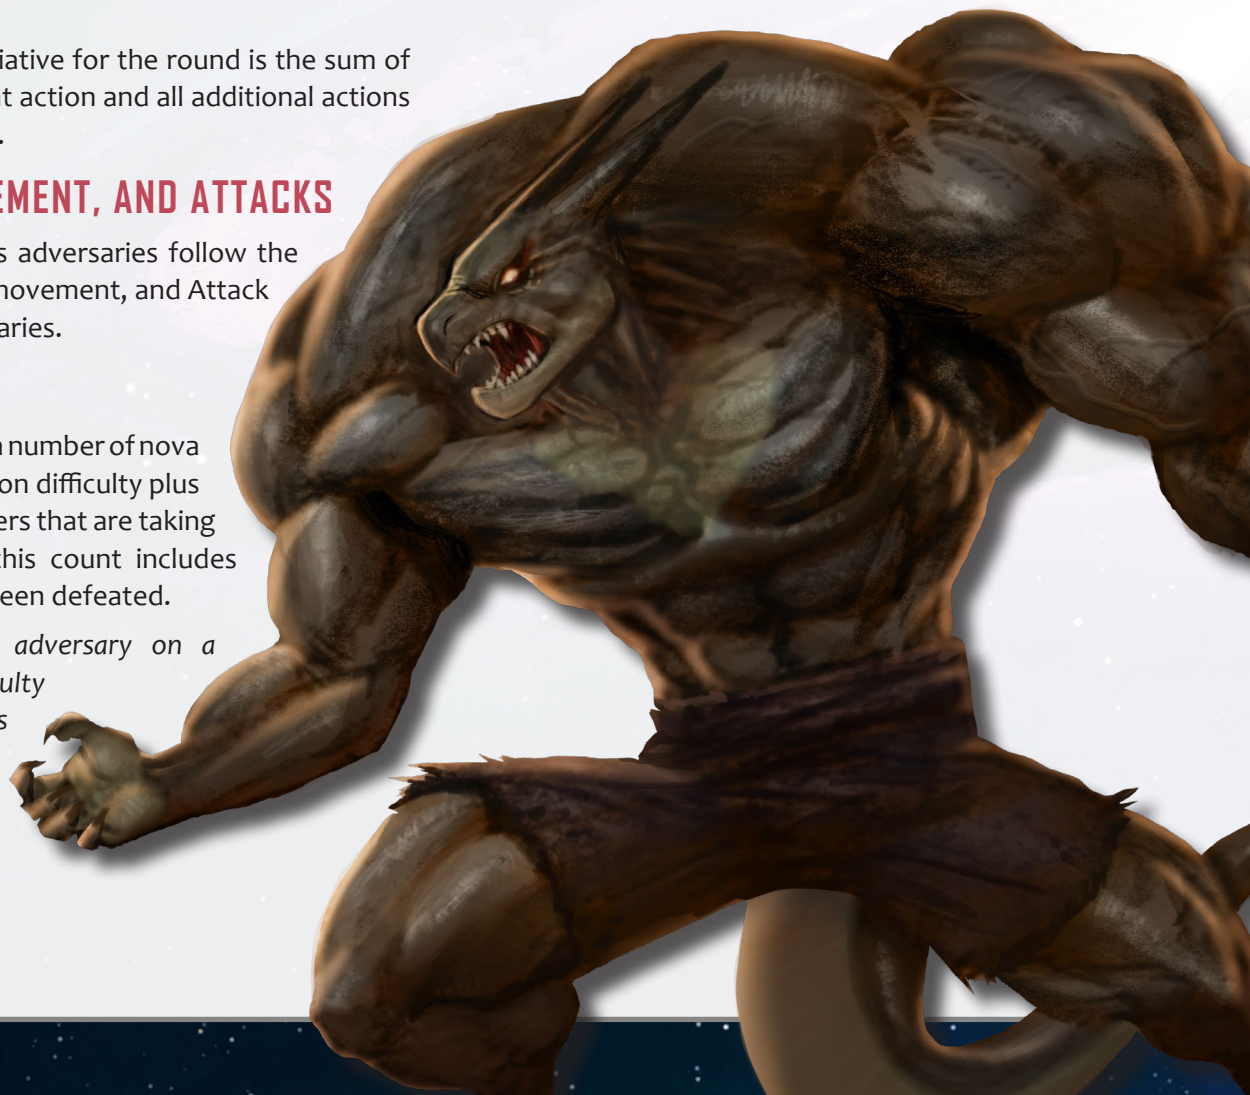 iative for the round is the sum of
t action and all additional actions
.
EMENT, AND ATTACKS
s adversaries follow the
movement, and Attack
aries.
a number of nova
on difficulty plus
ers that are taking
this count includes
een defeated.
adversary on a
ulty
s